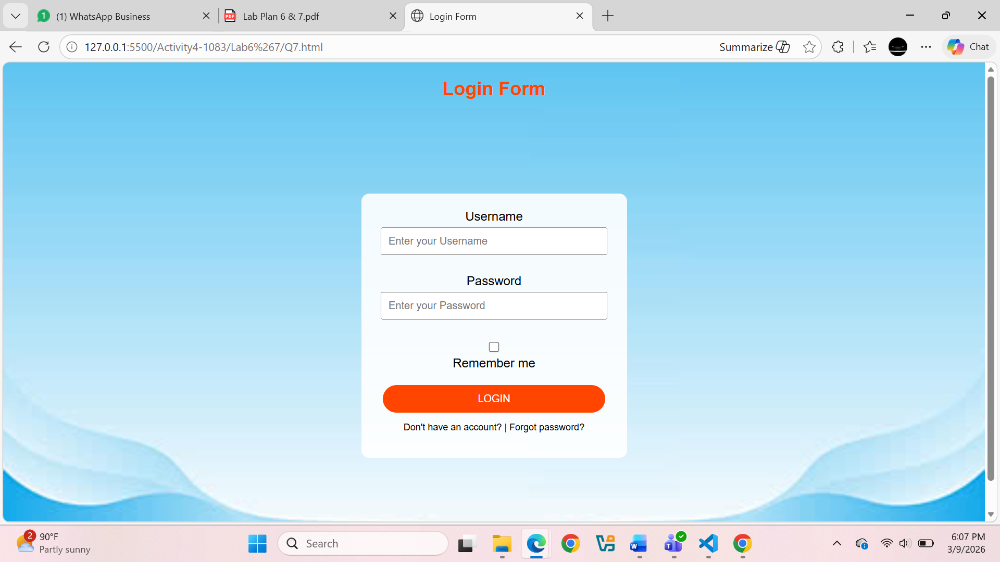 (1) WhatsApp Business
Lab Plan 6 & 7.pdf
Login Form
127.0.0.1:5500/Activity4-1083/Lab6%267/Q7.html
Summarize
Chat
Login Form
Username
Enter your Username
Password
Enter your Password
Remember me
LOGIN
Don't have an account? | Forgot password?
2
90°F
Partly sunny
Search
6:07 PM
3/9/2026